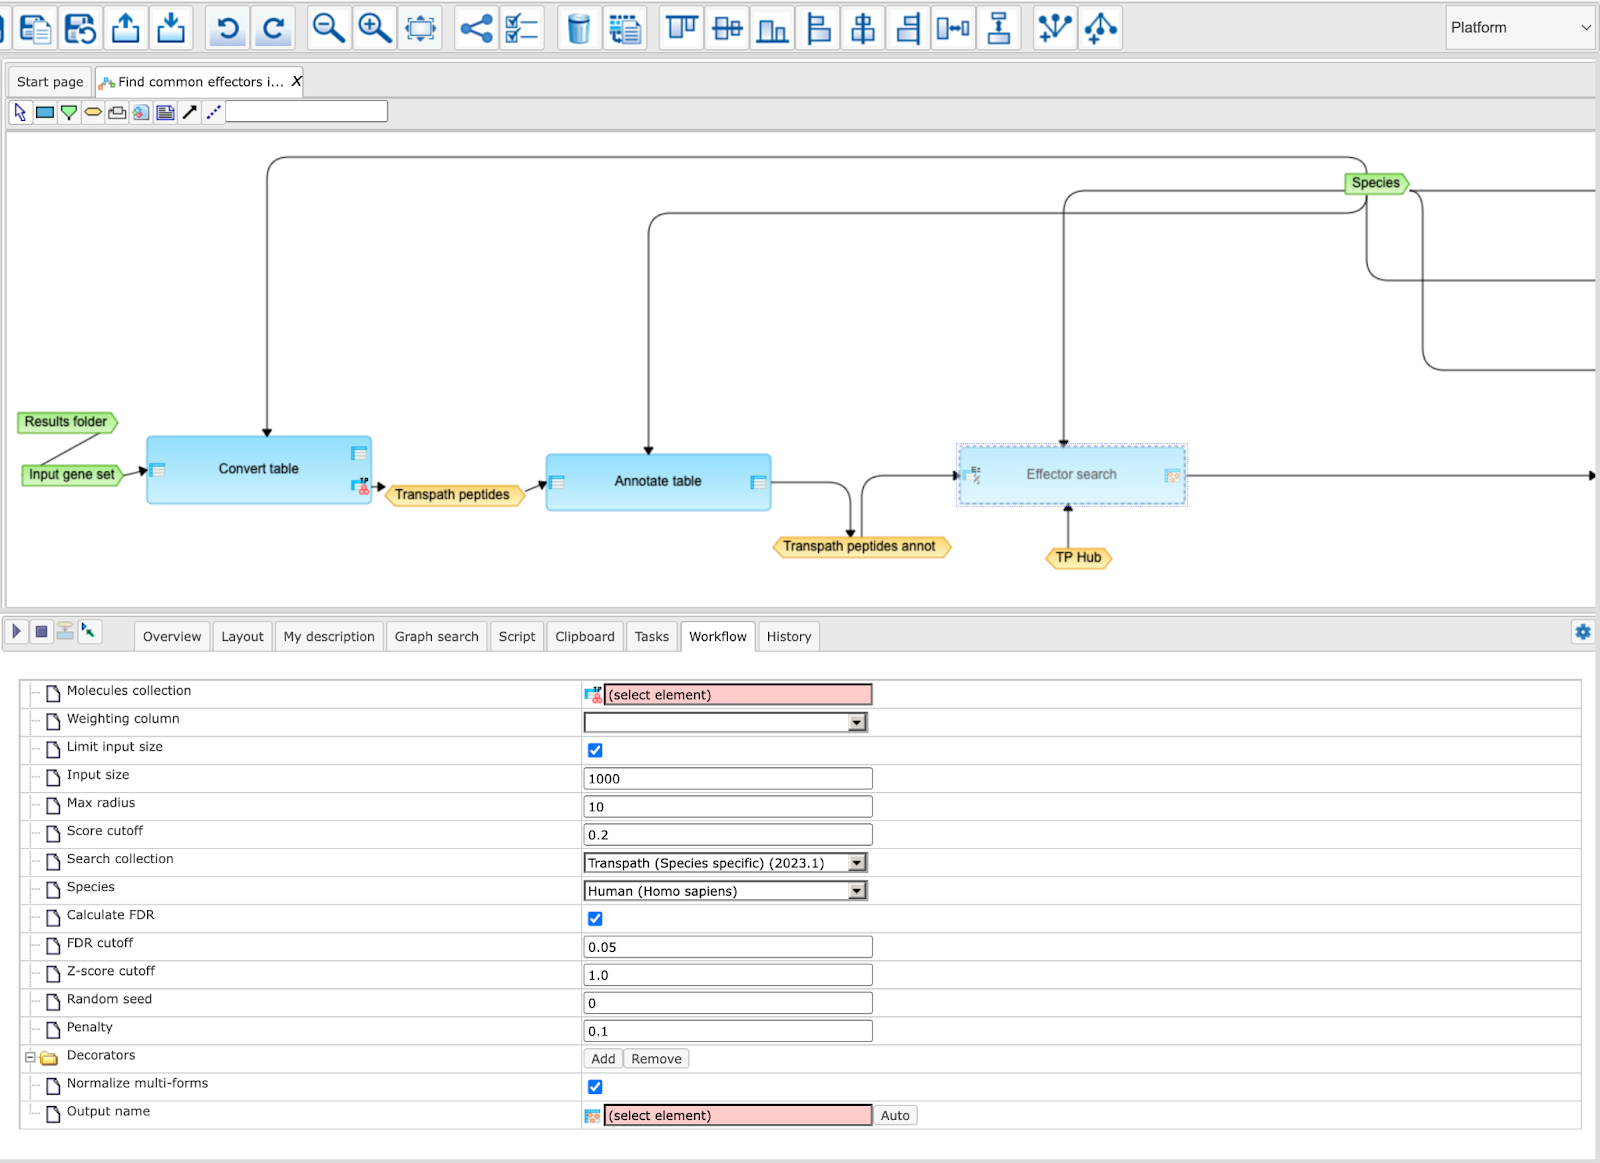 Platform
Start page
Find common effectors i... X
Species
Results folder
Input gene set
Convert table
Transpath peptides
Annotate table
Transpath peptides annot
Effector search
TP Hub
Overview
Layout
My description
Graph search
Script
Clipboard
Tasks
Workflow
History
Molecules collection
(select element)
Weighting column
Limit input size
Input size
1000
Max radius
10
Score cutoff
0.2
Search collection
Transpath (Species specific) (2023.1)
Species
Human (Homo sapiens)
Calculate FDR
FDR cutoff
0.05
Z-score cutoff
1.0
Random seed
0
Penalty
0.1
Decorators
Add
Remove
Normalize multi-forms
Output name
(select element)
Auto